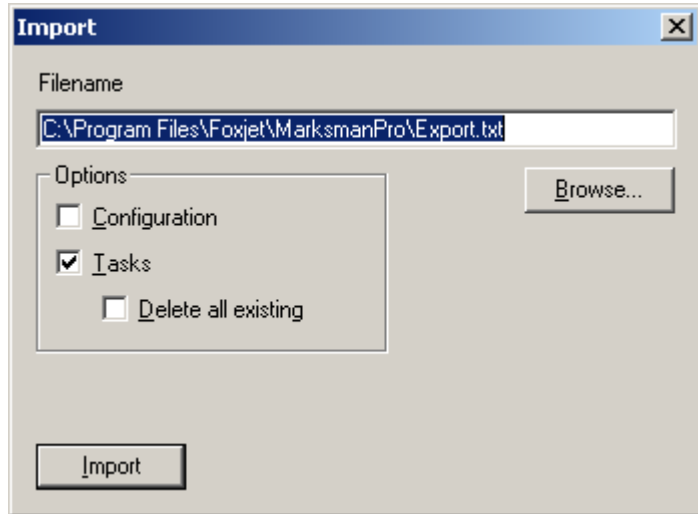 Import
Filename
C:\Program Files\Foxjet\MarksmanPro\Export.txt
Options
Browse...
Configuration
Tasks
Delete all existing
Import